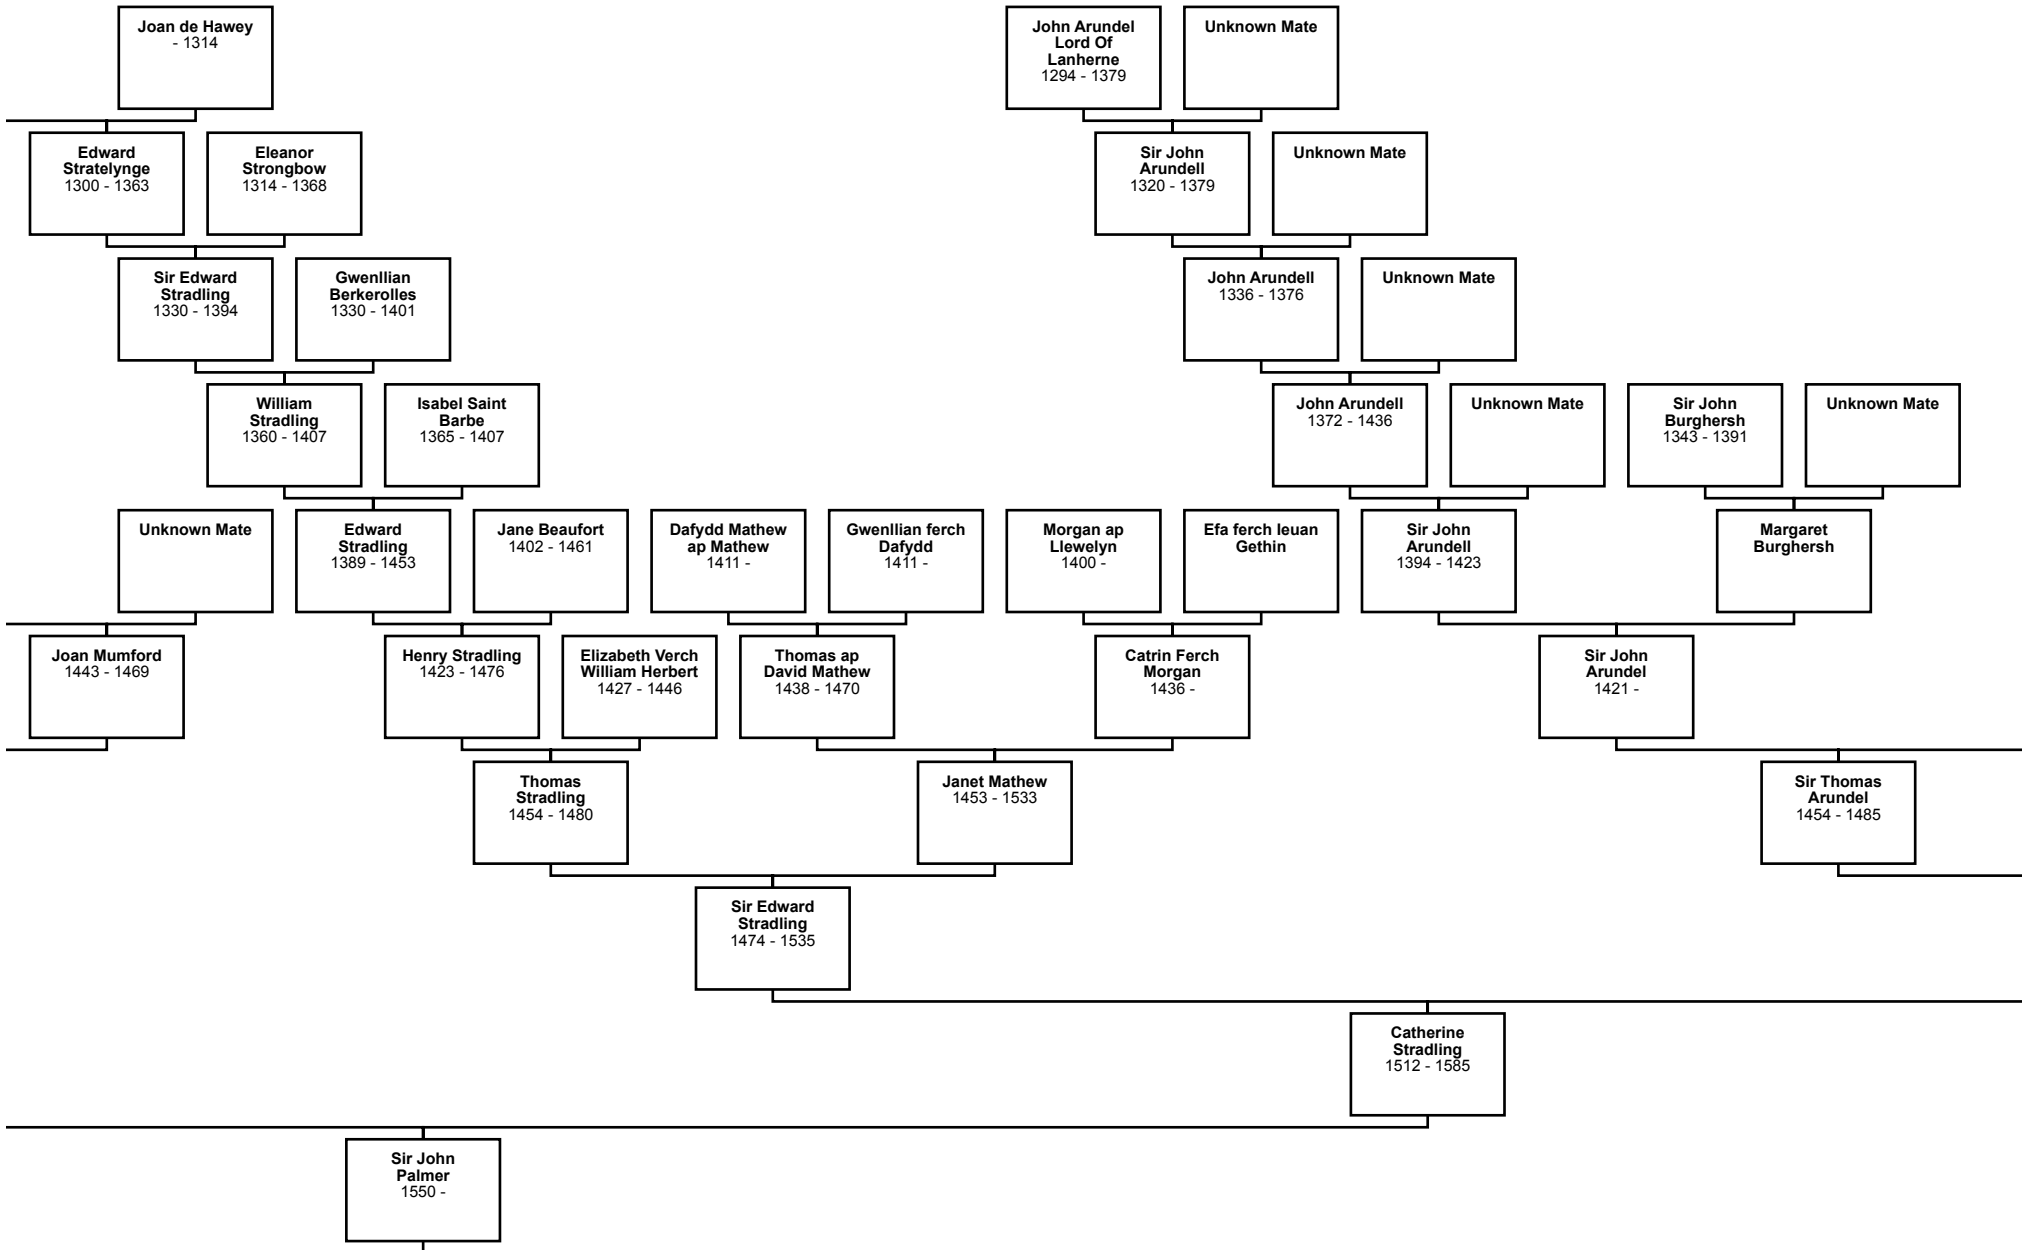 Joan de Hawey
- 1314
John Arundel
Lord Of
Lanherne
1294 - 1379
Unknown Mate
Edward
Stratelynge
1300 - 1363
Eleanor
Strongbow
1314 - 1368
Sir John
Arundell
1320 - 1379
Unknown Mate
Sir Edward
Stradling
1330 - 1394
Gwenllian
Berkerolles
1330 - 1401
John Arundell
1336 - 1376
Unknown Mate
William
Stradling
1360 - 1407
Isabel Saint
Barbe
1365 - 1407
John Arundell
1372 - 1436
Unknown Mate
Sir John
Burghersh
1343 - 1391
Unknown Mate
Unknown Mate
Edward
Stradling
1389 - 1453
Jane Beaufort
1402 - 1461
Dafydd Mathew
ap Mathew
1411 -
Gwenllian ferch
Dafydd
1411 -
Morgan ap
Llewelyn
1400 -
Efa ferch Ieuan
Gethin
Sir John
Arundell
1394 - 1423
Margaret
Burghersh
Joan Mumford
1443 - 1469
Henry Stradling
1423 - 1476
Elizabeth Verch
William Herbert
1427 - 1446
Thomas ap
David Mathew
1438 - 1470
Catrin Ferch
Morgan
1436 -
Sir John
Arundel
1421 -
Thomas
Stradling
1454 - 1480
Janet Mathew
1453 - 1533
Sir Thomas
Arundel
1454 - 1485
Sir Edward
Stradling
1474 - 1535
Catherine
Stradling
1512 - 1585
Sir John
Palmer
1550 -